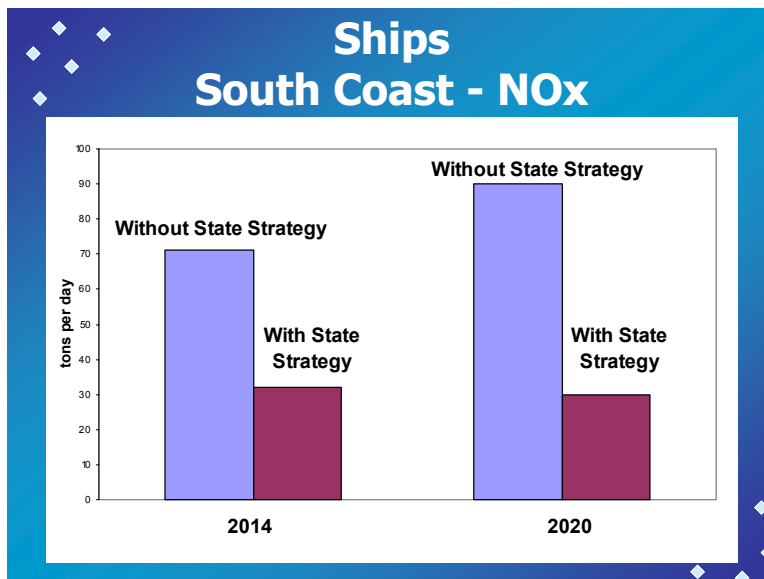 Ships
South Coast - NOx
100
90
80
70
60
50
40
30
20
10
0
tons per day
Without State Strategy
With State
Strategy
Without State Strategy
With State
Strategy
2014
2020